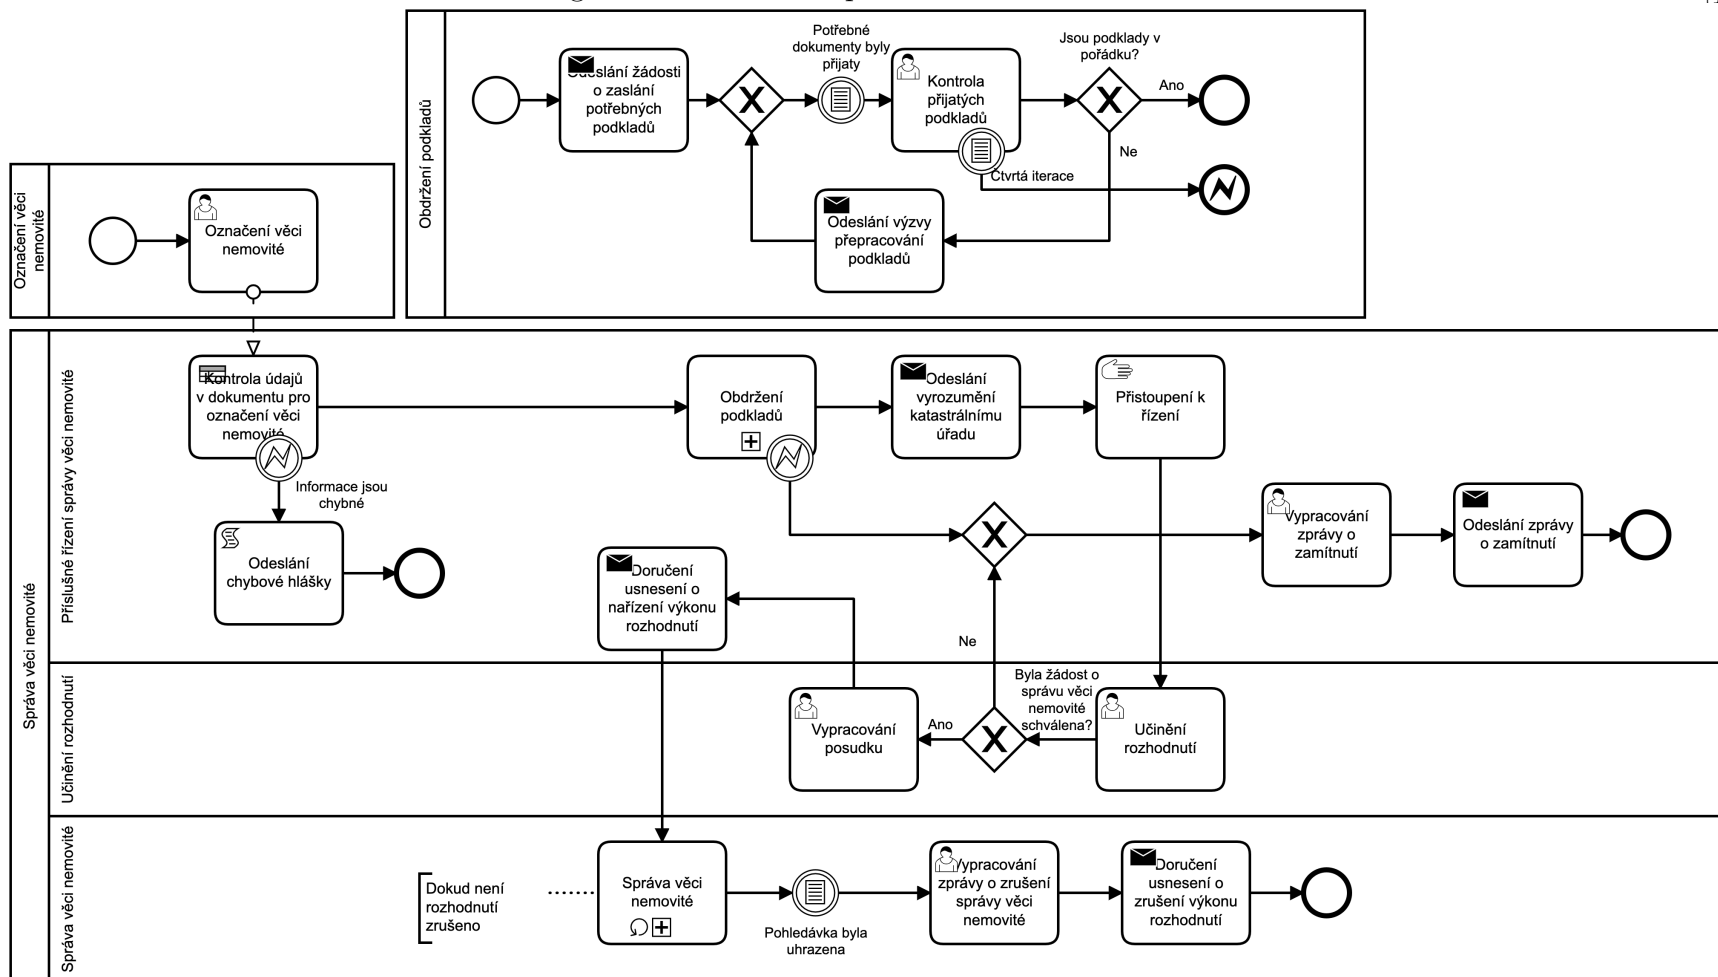 Potřebné
dokumenty byly
přijaty
Jsou podklady v
pořádku?
Odeslání žádosti
o zaslání
potřebných
podkladů
Kontrola
přijatých
podkladů
Ano
Ne
Čtvrtá iterace
Odeslání výzvy
přepracování
podkladů
Obdržení podkladů
Označení věci
nemovité
Označení věci
nemovité
Správa věci nemovité
Příslušné řízení správy věci nemovité
Kontrola údajů
v dokumentu pro
označení věci
nemovité
Informace jsou
chybné
Odeslání
chybové hlášky
Obdržení
podkladů
Odeslání
vyrozumění
katastrálnímu
úřadu
Přistoupení k
řízení
Vypracování
zprávy o
zamítnutí
Odeslání zprávy
o zamítnutí
Doručení
usnesení o
nařízení výkonu
rozhodnutí
Ne
Učinění rozhodnutí
Vypracování
posudku
Ano
Byla žádost o
správu věci
nemovité
schválena?
Učinění
rozhodnutí
Správa věci nemovité
Dokud není
rozhodnutí
zrušeno
Správa věci
nemovité
Pohledávka byla
uhrazena
Vypracování
zprávy o zrušení
správy věci
nemovité
Doručení
usnesení o
zrušení výkonu
rozhodnutí